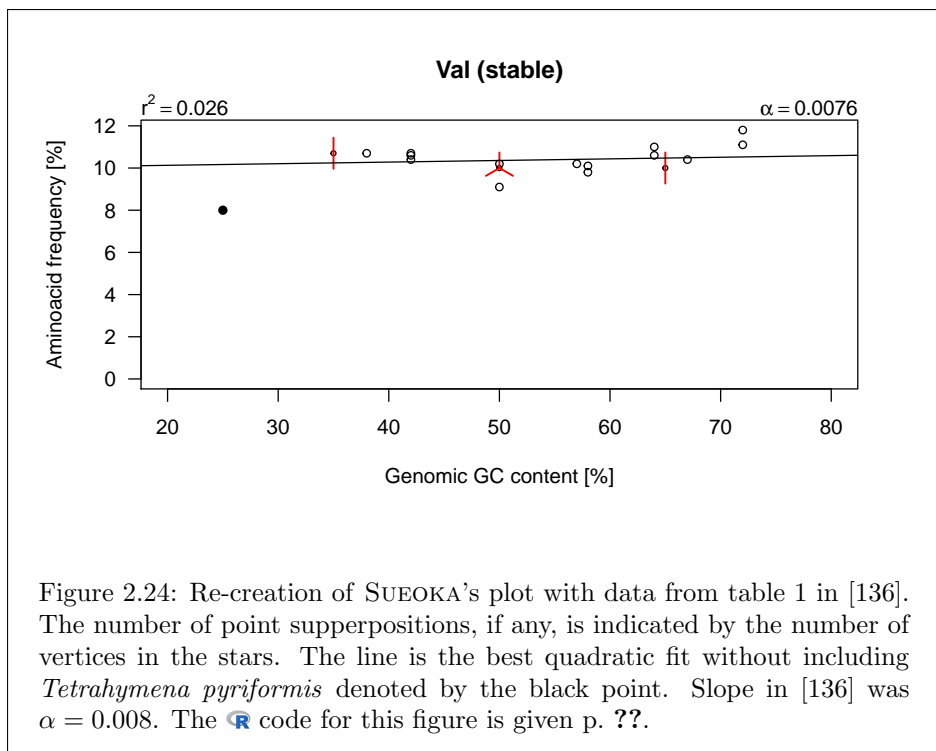 Val (stable)
r² = 0.026
α = 0.0076
12
10
8
6
4
2
0
Aminoacid frequency [%]
20 30 40 50 60 70 80
Genomic GC content [%]
Figure 2.24: Re-creation of SUEOKA's plot with data from table 1 in [136].
The number of point supperpositions, if any, is indicated by the number of
vertices in the stars. The line is the best quadratic fit without including
Tetrahymena pyriformis denoted by the black point. Slope in [136] was
α = 0.008. The R code for this figure is given p. ??.